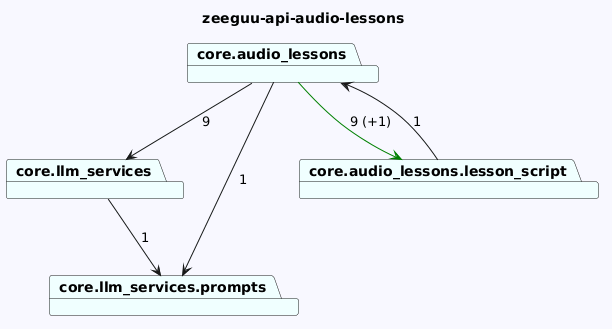 zeeguu-api-audio-lessons
core.audio_lessons
9
9 (+1)
1
core.llm_services
1
core.audio_lessons.lesson_script
1
core.llm_services.prompts